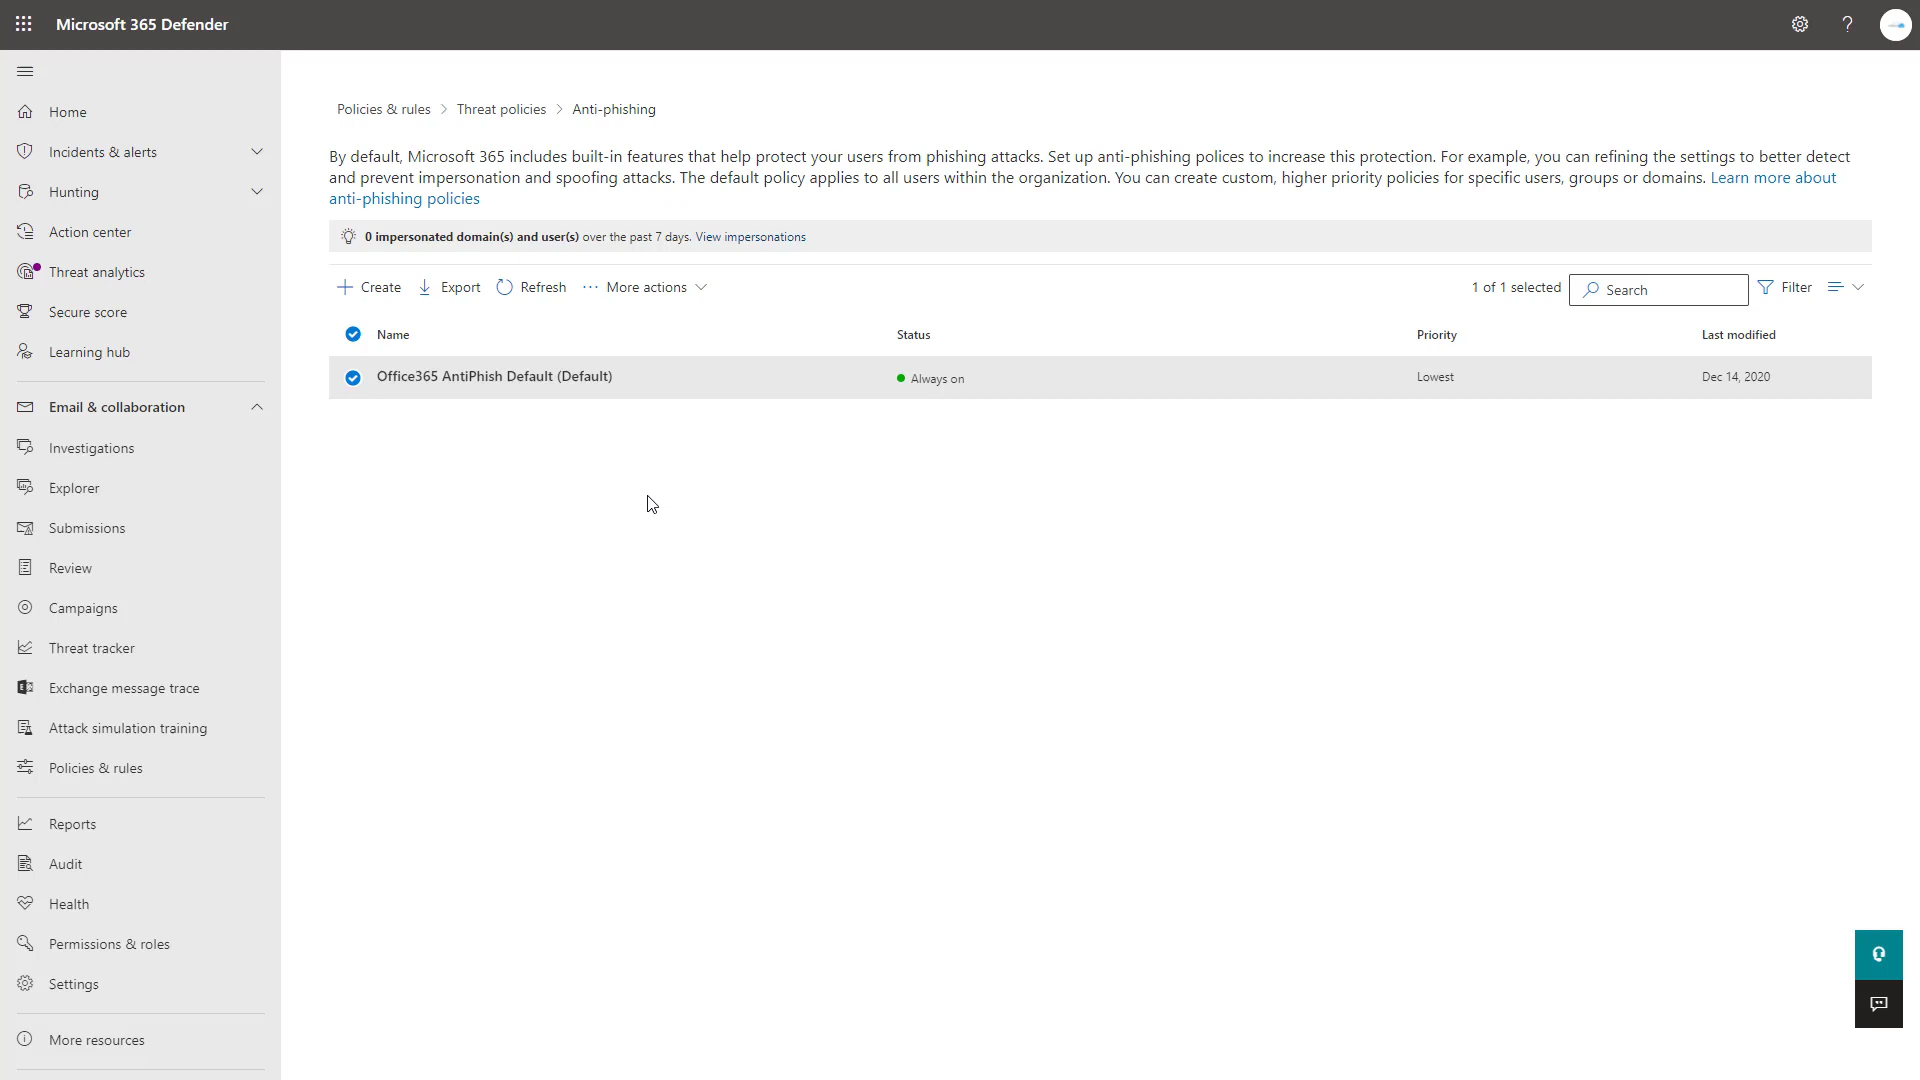 Microsoft 365 Defender
?
Home
Incidents & alerts
Hunting
Action center
Threat analytics
Secure score
Learning hub
Email & collaboration
Investigations
Explorer
Submissions
Review
Campaigns
Threat tracker
Exchange message trace
Attack simulation training
Policies & rules
Reports
Audit
Health
Permissions & roles
Settings
More resources
Policies & rules > Threat policies > Anti-phishing
By default, Microsoft 365 includes built-in features that help protect your users from phishing attacks. Set up anti-phishing polices to increase this protection. For example, you can refining the settings to better detect
and prevent impersonation and spoofing attacks. The default policy applies to all users within the organization. You can create custom, higher priority policies for specific users, groups or domains. Learn more about
anti-phishing policies
0 impersonated domain(s) and user(s) over the past 7 days. View impersonations
Create Export Refresh ··· More actions 1 of 1 selected Search Filter
Name Status Priority Last modified
Office365 AntiPhish Default (Default) Always on Lowest Dec 14, 2020